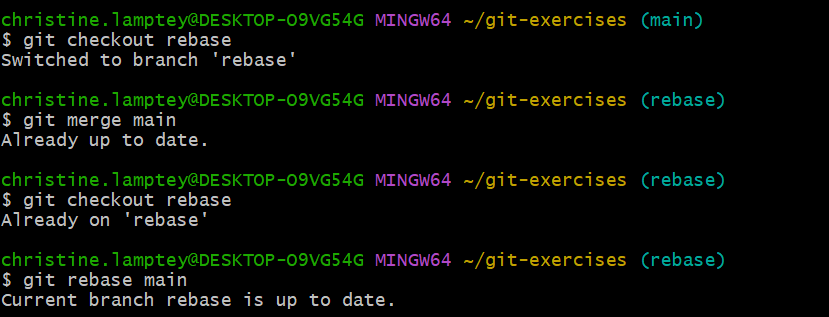 christine.lamptey@DESKTOP-O9VG54G MINGW64 ~/git-exercises (main)
$ git checkout rebase
Switched to branch 'rebase'
christine.lamptey@DESKTOP-O9VG54G MINGW64 ~/git-exercises (rebase)
$ git merge main
Already up to date.
christine.lamptey@DESKTOP-O9VG54G MINGW64 ~/git-exercises (rebase)
$ git checkout rebase
Already on 'rebase'
christine.lamptey@DESKTOP-O9VG54G MINGW64 ~/git-exercises (rebase)
$ git rebase main
Current branch rebase is up to date.